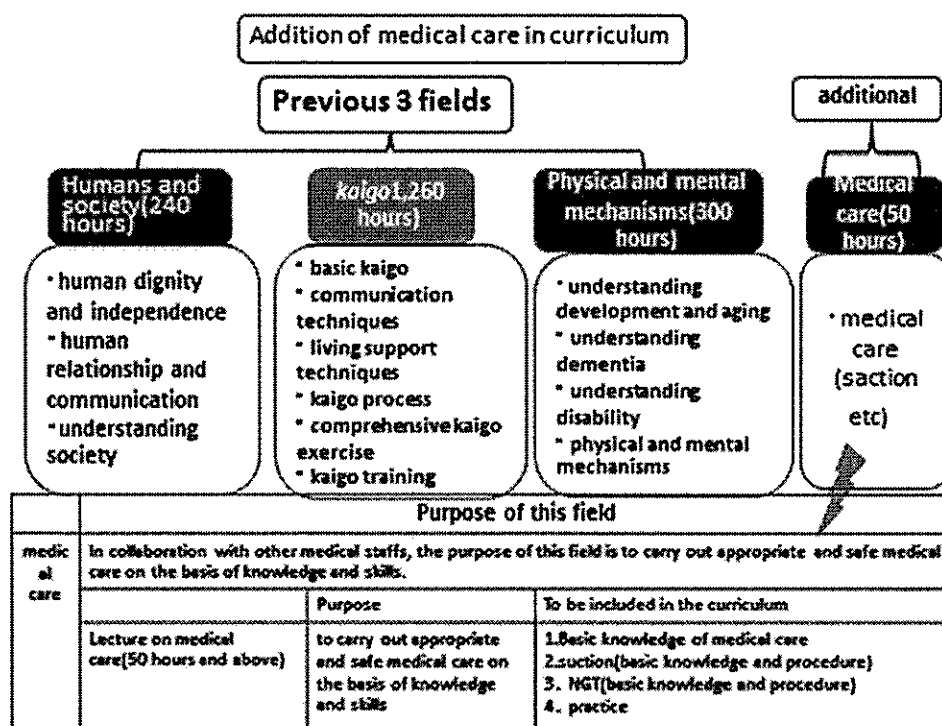 Addition of medical care in curriculum
Previous 3 fields
additional
Humans and
society(240
hours)
kaigo1,260
hours)
Physical and mental
mechanisms(300
hours)
Medical
care(50
hours)
・human dignity
and independence
・human
relationship and
communication
・understanding
society
・basic kaigo
・communication
techniques
・living support
techniques
・kaigo process
・comprehensive kaigo
exercise
・kaigo training
・understanding
development and aging
・understanding
dementia
・understanding
disability
・physical and mental
mechanisms
・medical
care
(saction
etc)
Purpose of this field
medic
al
care
In collaboration with other medical staffs, the purpose of this field is to carry out appropriate and safe medical
care on the basis of knowledge and skills.
Purpose
To be included in the curriculum
Lecture on medical
care(50 hours and above)
to carry out appropriate
and safe medical care on
the basis of knowledge
and skills
1.Basic knowledge of medical care
2.suction(basic knowledge and procedure)
3. NGT(basic knowledge and procedure)
4. practice